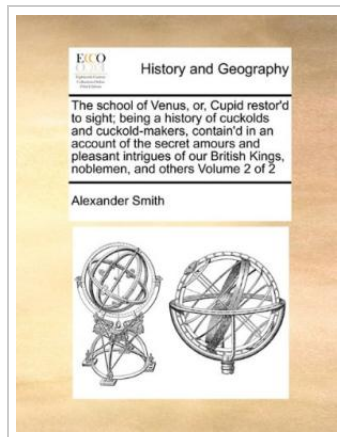 ECCO
History and Geography
The school of Venus, or, Cupid restor'd
to sight; being a history of cuckolds
and cuckold-makers, contain'd in an
account of the secret amours and
pleasant intrigues of our British Kings,
noblemen, and others Volume 2 of 2
Alexander Smith